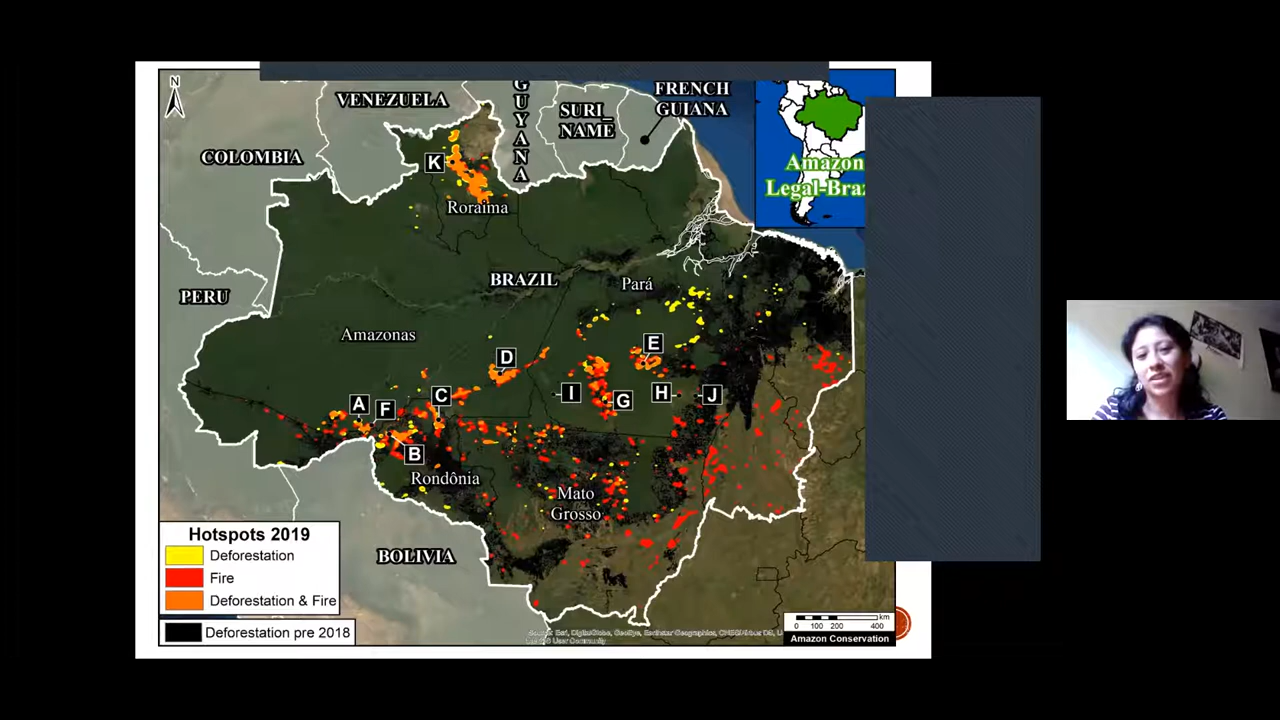 N
VENEZUELA
GUYANA
SURI_
NAME
FRENCH
GUIANA
COLOMBIA
K
Roraima
Amazon
Legal-Braz
BRAZIL
Pará
PERU
Amazonas
D
E
C
I
G
H
J
A
F
B
Rondônia
Mato
Grosso
Hotspots 2019
Deforestation
Fire
Deforestation & Fire
BOLIVIA
Deforestation pre 2018
km
0 100 200 400
Amazon Conservation